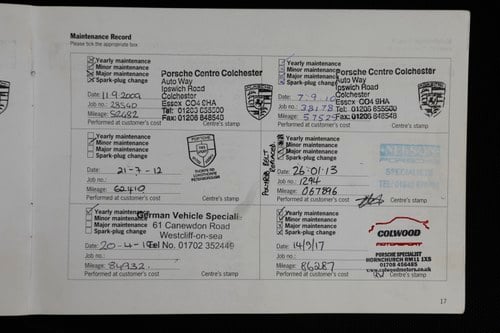 Maintenance Record
Please tick the appropriate box
Yearly maintenance
Minor maintenance
Major maintenance
Spark-plug change
Date: 11.9.2009
Job no.: 28540
Mileage: 52482
Performed at customer's cost
Porsche Centre Colchester
Auto Way
Ipswich Road
Colchester
Essex CO4 9HA
Tel: 01206 855500
Fax: 01206 848548
Centre's stamp
Yearly maintenance
Minor maintenance
Major maintenance
Spark-plug change
Date: 7.9.10
Job no.: 33178
Mileage: 57529
Performed at customer's cost
Porsche Centre Colchester
Auto Way
Ipswich Road
Colchester
Essex CO4 9HA
Tel: 01206 855500
Fax: 01206 848548
Centre's stamp
Yearly maintenance
Minor maintenance
Major maintenance
Spark-plug change
Date: 21-7-12
Job no.:
Mileage: 62410
Performed at customer's cost
PORSCHE
Centre's stamp
Yearly maintenance
Minor maintenance
Major maintenance
Spark-plug change
Date: 26.01.13
Job no.: 1294
Mileage: 067896
Performed at customer's cost
SPECIALISTS
Centre's stamp
Yearly maintenance
Minor maintenance
Major maintenance
Spark-plug change
Date: 20-4-15
Job no.:
Mileage: 84932.
Performed at customer's cost
German Vehicle Speciali
61 Canewdon Road
Westcliff-on-sea
Tel No. 01702 352449
Centre's stamp
Yearly maintenance
Minor maintenance
Major maintenance
Spark-plug change
Date: 14/9/17
Job no.:
Mileage: 86287
Performed at customer's cost
COLWOOD
MOTORSPORT
PORSCHE SPECIALIST
HORNCHURCH RM11 1XS
01708 456485
www.colwoodmotors.co.uk
Centre's stamp
17